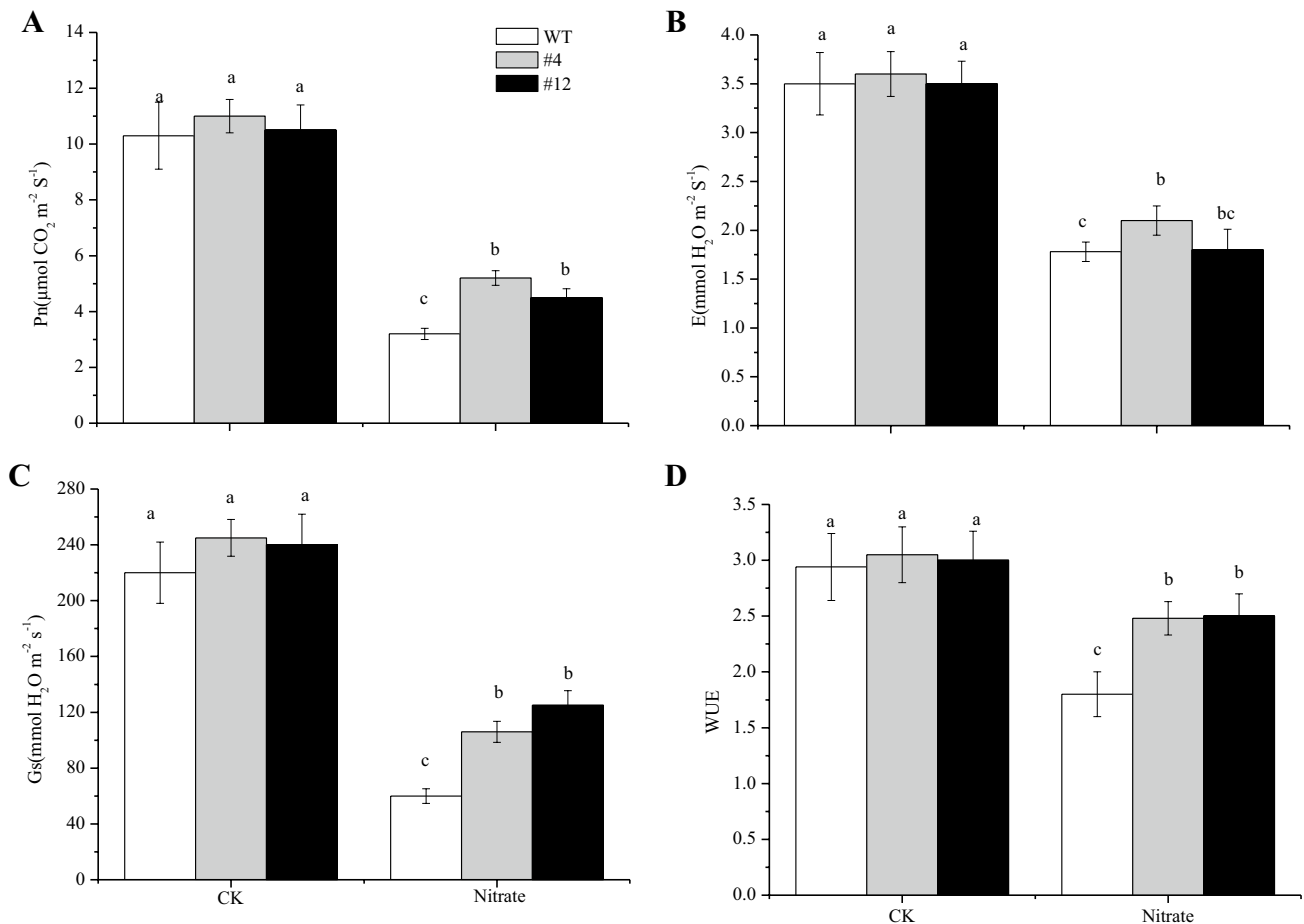 A
Pn(μmol CO2 m-2 S-1)
14
12
10
8
6
4
2
0
WT
#4
#12
a
a
a
c
b
b
B
E(mmol H2O m-2 S-1)
4.0
3.5
3.0
2.5
2.0
1.5
1.0
0.5
0.0
a
a
a
c
b
bc
C
Gs(mmol H2O m-2 s-1)
280
240
200
160
120
80
40
0
a
a
a
c
b
b
CK
Nitrate
D
WUE
3.5
3.0
2.5
2.0
1.5
1.0
0.5
0.0
a
a
a
c
b
b
CK
Nitrate